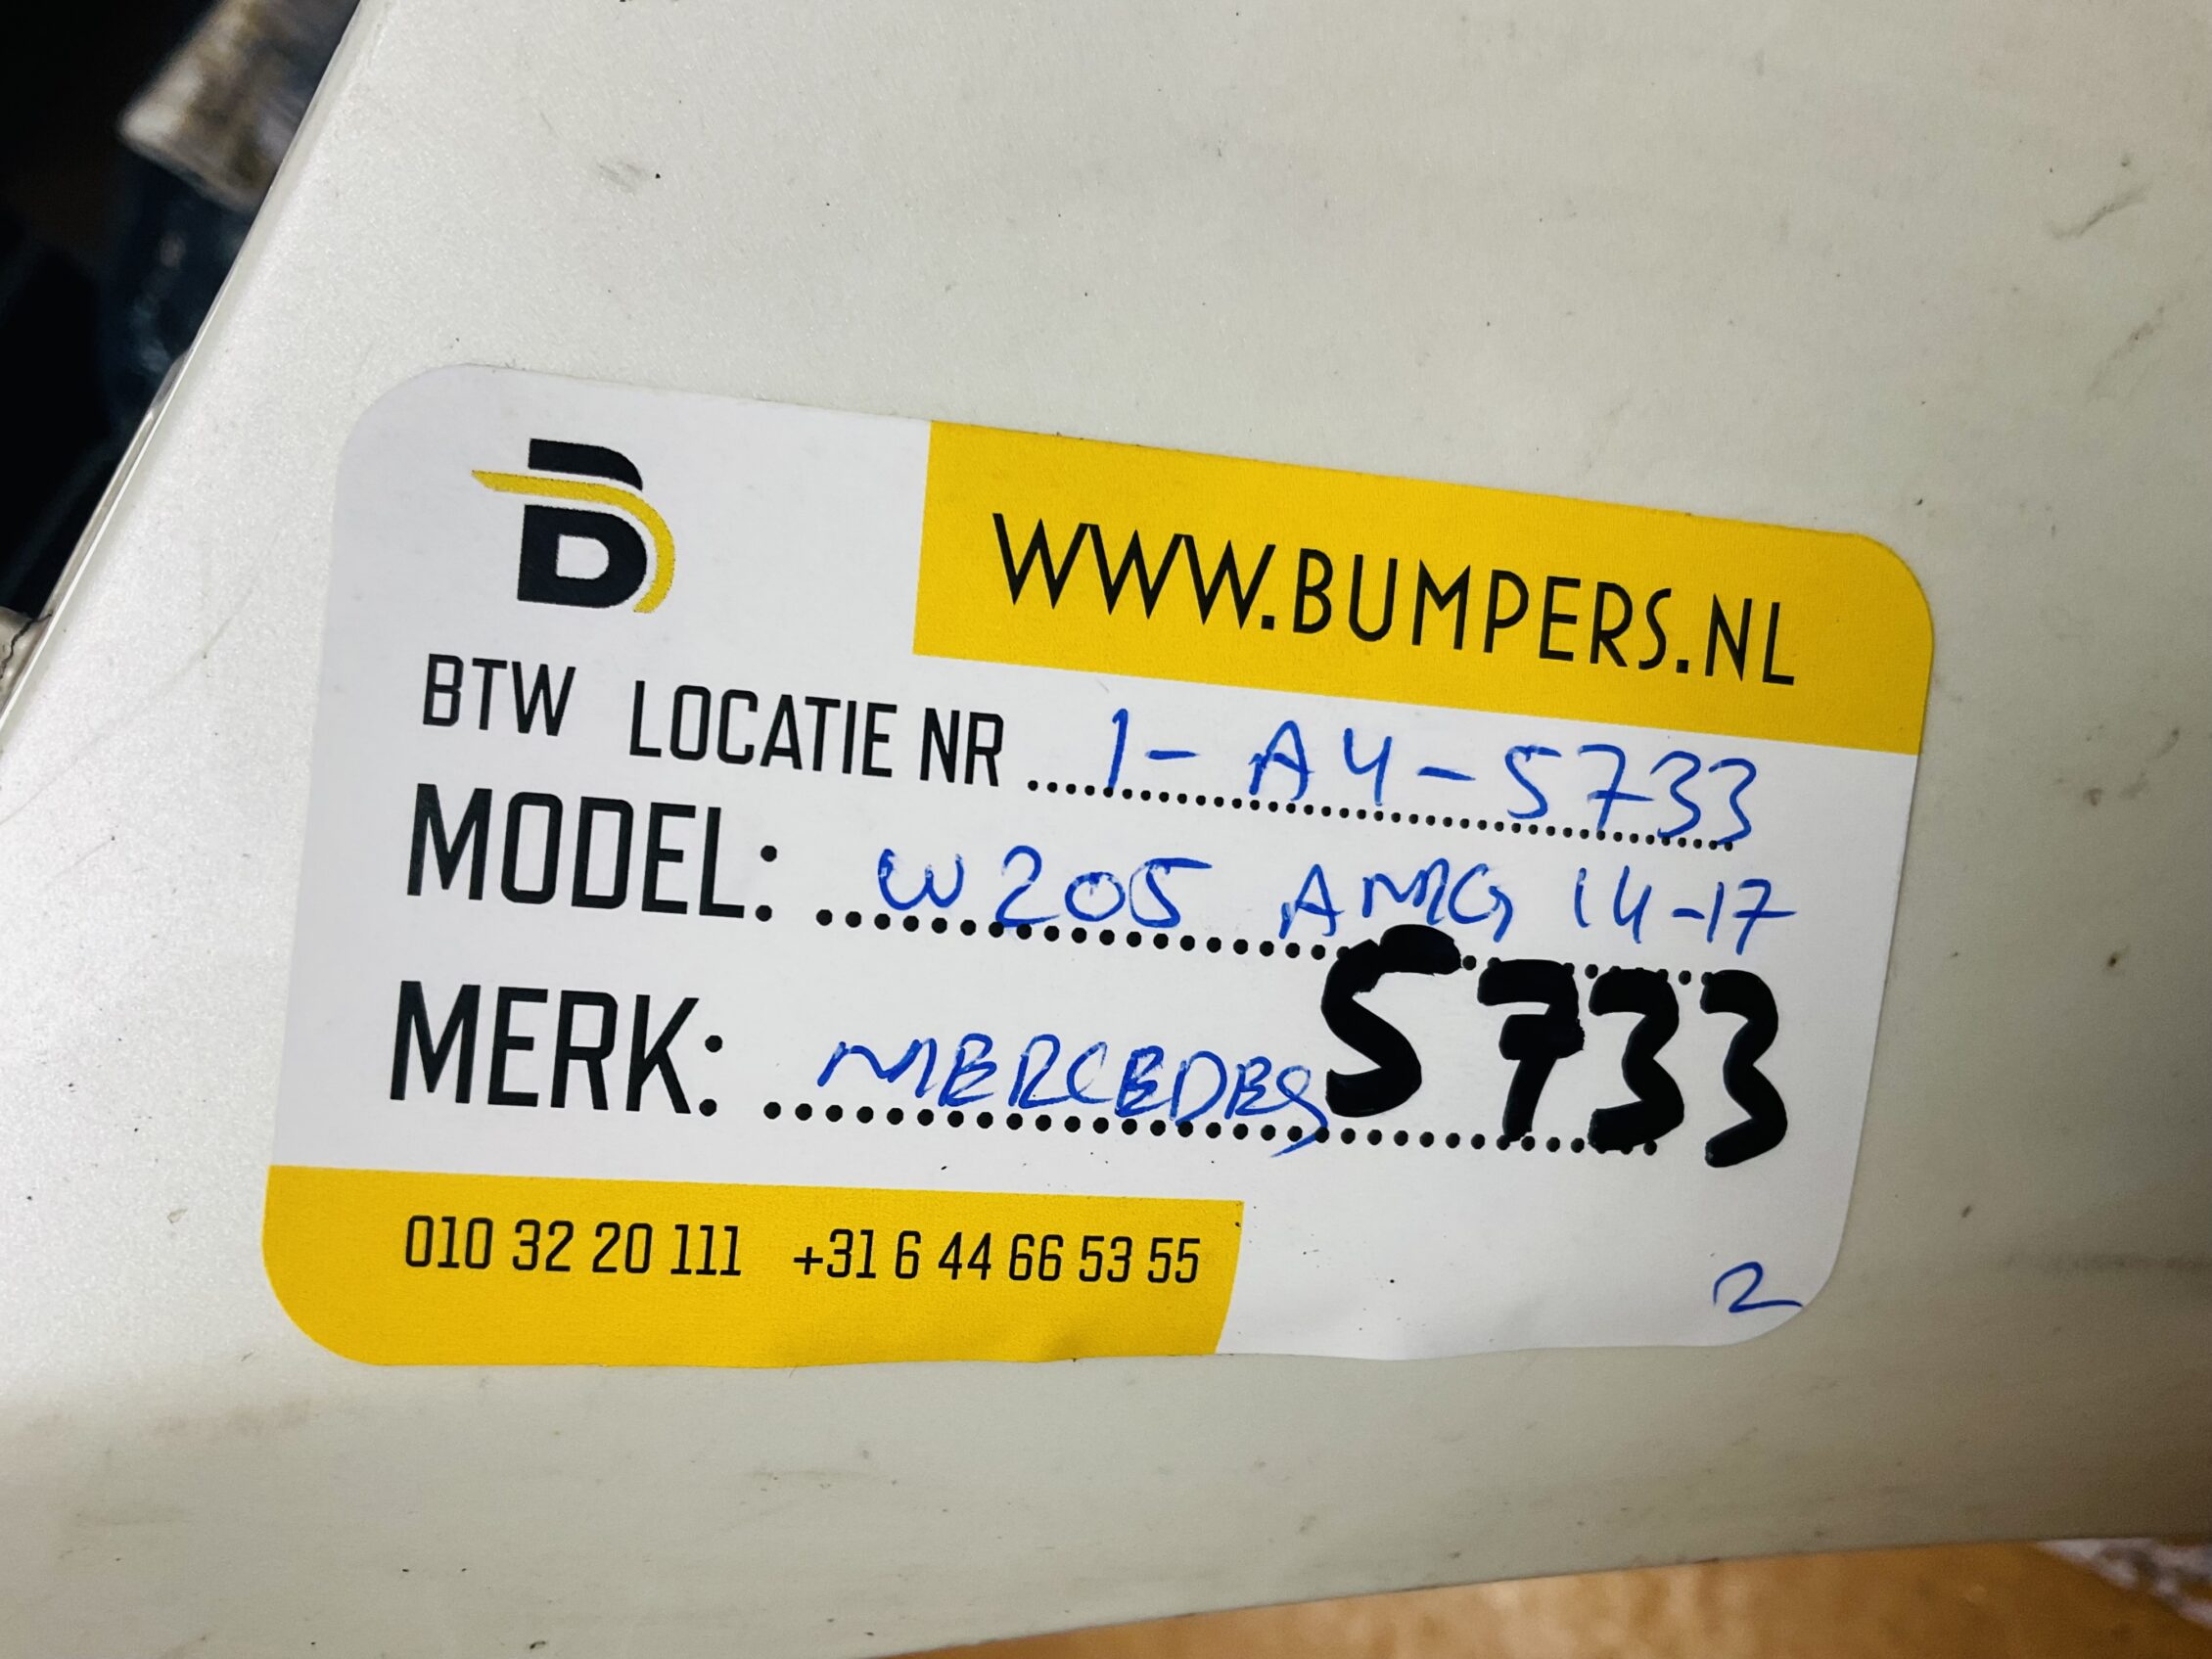 B
WWW.BUMPERS.NL
BTW LOCATIE NR ....1-A4-5733
MODEL: ...W205 AMG 14-17
MERK: ...MERCEDES 5733
010 32 20 111 +31 6 44 66 53 55
2